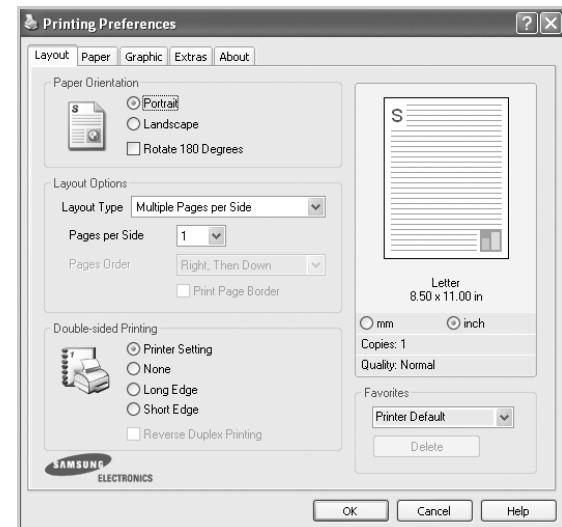 Printing Preferences
Layout Paper Graphic Extras About
Paper Orientation
S
Portrait
Landscape
Rotate 180 Degrees
Layout Options
Layout Type Multiple Pages per Side
Pages per Side 1
Pages Order Right, Then Down
Print Page Border
Double-sided Printing
Printer Setting
None
Long Edge
Short Edge
Reverse Duplex Printing
SAMSUNG
ELECTRONICS
S
Letter
8.50 x 11.00 in
mm inch
Copies: 1
Quality: Normal
Favorites
Printer Default
Delete
OK Cancel Help